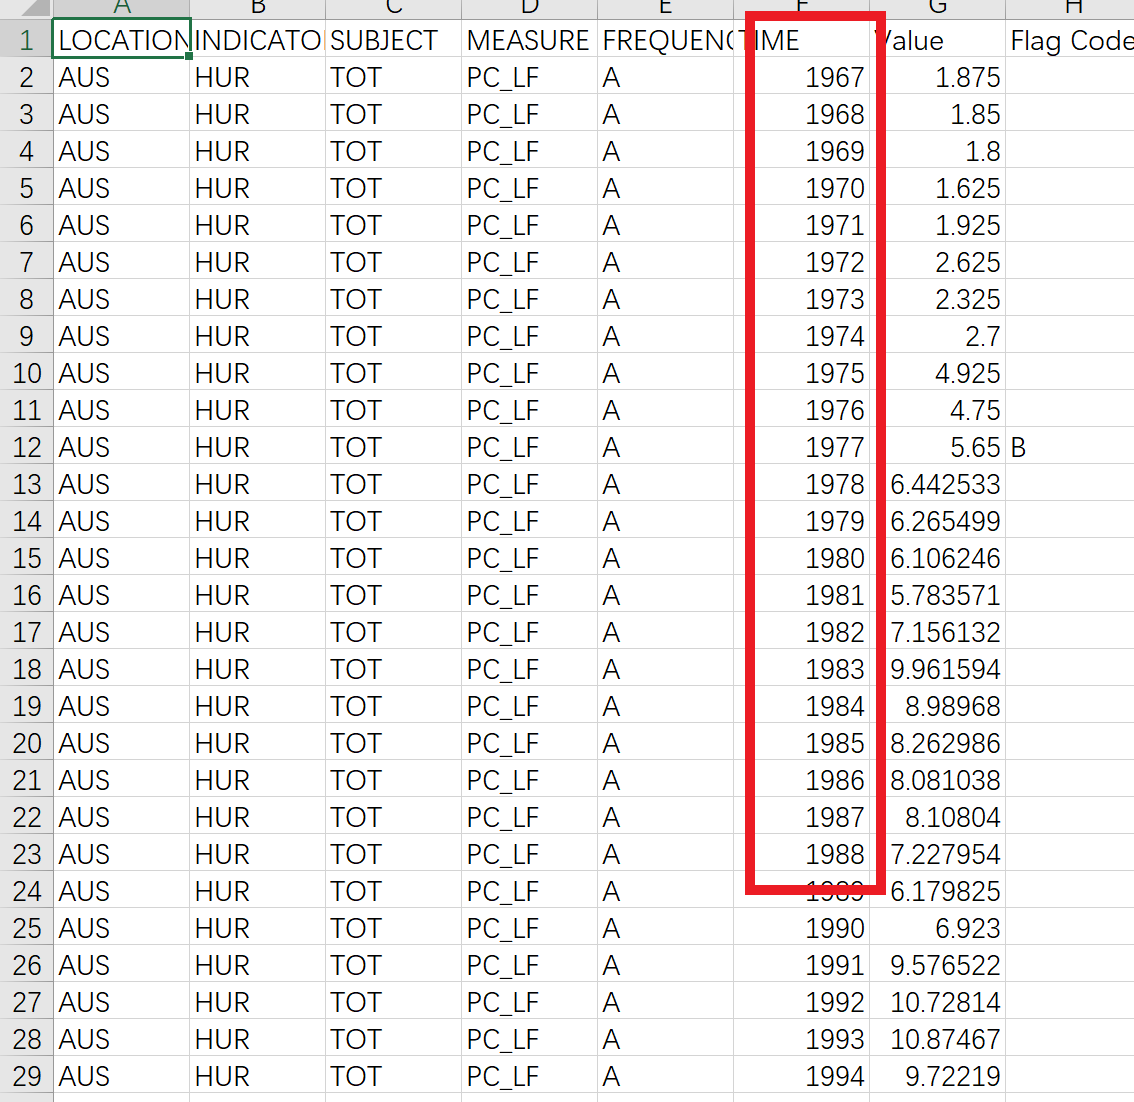 A B C D E F G H
1 LOCATION INDICATO SUBJECT MEASURE FREQUENC TIME Value Flag Code
2 AUS HUR TOT PC_LF A 1967 1.875
3 AUS HUR TOT PC_LF A 1968 1.85
4 AUS HUR TOT PC_LF A 1969 1.8
5 AUS HUR TOT PC_LF A 1970 1.625
6 AUS HUR TOT PC_LF A 1971 1.925
7 AUS HUR TOT PC_LF A 1972 2.625
8 AUS HUR TOT PC_LF A 1973 2.325
9 AUS HUR TOT PC_LF A 1974 2.7
10 AUS HUR TOT PC_LF A 1975 4.925
11 AUS HUR TOT PC_LF A 1976 4.75
12 AUS HUR TOT PC_LF A 1977 5.65 B
13 AUS HUR TOT PC_LF A 1978 6.442533
14 AUS HUR TOT PC_LF A 1979 6.265499
15 AUS HUR TOT PC_LF A 1980 6.106246
16 AUS HUR TOT PC_LF A 1981 5.783571
17 AUS HUR TOT PC_LF A 1982 7.156132
18 AUS HUR TOT PC_LF A 1983 9.961594
19 AUS HUR TOT PC_LF A 1984 8.98968
20 AUS HUR TOT PC_LF A 1985 8.262986
21 AUS HUR TOT PC_LF A 1986 8.081038
22 AUS HUR TOT PC_LF A 1987 8.10804
23 AUS HUR TOT PC_LF A 1988 7.227954
24 AUS HUR TOT PC_LF A 1989 6.179825
25 AUS HUR TOT PC_LF A 1990 6.923
26 AUS HUR TOT PC_LF A 1991 9.576522
27 AUS HUR TOT PC_LF A 1992 10.72814
28 AUS HUR TOT PC_LF A 1993 10.87467
29 AUS HUR TOT PC_LF A 1994 9.72219